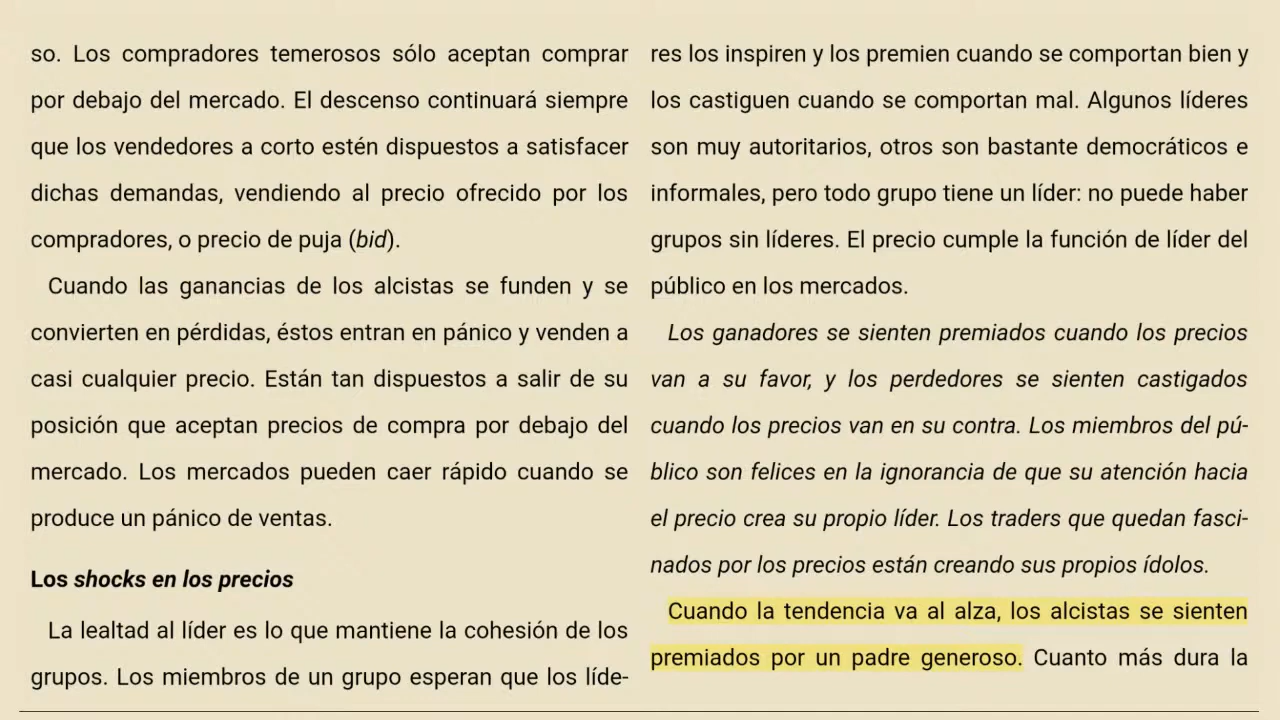 so. Los compradores temerosos sólo aceptan comprar
por debajo del mercado. El descenso continuará siempre
que los vendedores a corto estén dispuestos a satisfacer
dichas demandas, vendiendo al precio ofrecido por los
compradores, o precio de puja (bid).
Cuando las ganancias de los alcistas se funden y se
convierten en pérdidas, éstos entran en pánico y venden a
casi cualquier precio. Están tan dispuestos a salir de su
posición que aceptan precios de compra por debajo del
mercado. Los mercados pueden caer rápido cuando se
produce un pánico de ventas.
Los shocks en los precios
La lealtad al líder es lo que mantiene la cohesión de los
grupos. Los miembros de un grupo esperan que los líde-
res los inspiren y los premien cuando se comportan bien y
los castiguen cuando se comportan mal. Algunos líderes
son muy autoritarios, otros son bastante democráticos e
informales, pero todo grupo tiene un líder: no puede haber
grupos sin líderes. El precio cumple la función de líder del
público en los mercados.
Los ganadores se sienten premiados cuando los precios
van a su favor, y los perdedores se sienten castigados
cuando los precios van en su contra. Los miembros del pú-
blico son felices en la ignorancia de que su atención hacia
el precio crea su propio líder. Los traders que quedan fasci-
nados por los precios están creando sus propios ídolos.
Cuando la tendencia va al alza, los alcistas se sienten
premiados por un padre generoso. Cuanto más dura la